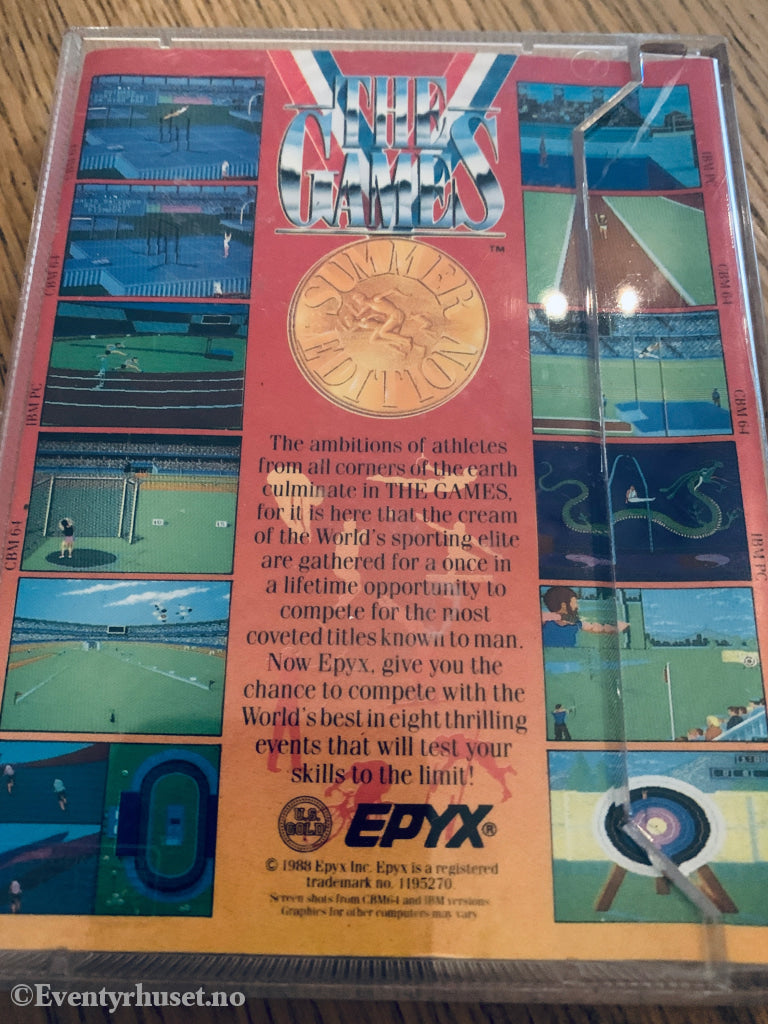 THE
GAMES
TM
SUMMER
EDITION
CBM 64
IBM PC
CBM 64
IBM PC
CBM 64
CBM 64
IBM PC
The ambitions of athletes
from all corners of the earth
culminate in THE GAMES,
for it is here that the cream
of the World's sporting elite
are gathered for a once in
a lifetime opportunity to
compete for the most
coveted titles known to man.
Now Epyx, give you the
chance to compete with the
World's best in eight thrilling
events that will test your
skills to the limit!
U.S.
GOLD
EPYX®
© 1988 Epyx Inc. Epyx is a registered
trademark no. 1195270
Screen shots from CBM64 and IBM versions
Graphics for other computers may vary
©Eventyrhuset.no